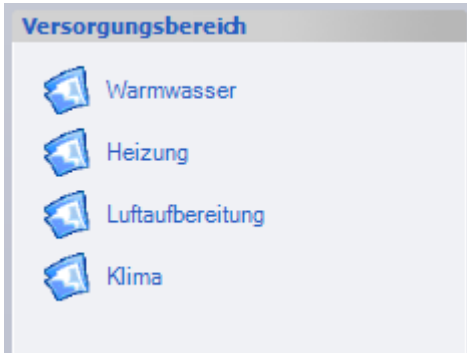 Versorgungsbereich
Warmwasser
Heizung
Luftaufbereitung
Klima